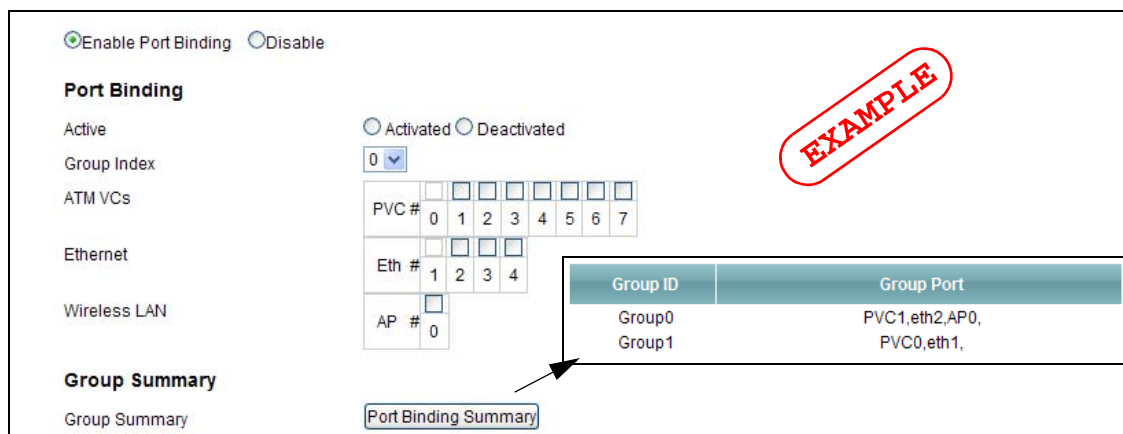 Enable Port Binding Disable
Port Binding
EXAMPLE
Active Activated Deactivated
Group Index 0
ATM VCs PVC # 0 1 2 3 4 5 6 7
Ethernet Eth # 1 2 3 4
Wireless LAN AP # 0
Group ID Group Port
Group0 PVC1,eth2,AP0,
Group1 PVC0,eth1,
Group Summary
Group Summary Port Binding Summary